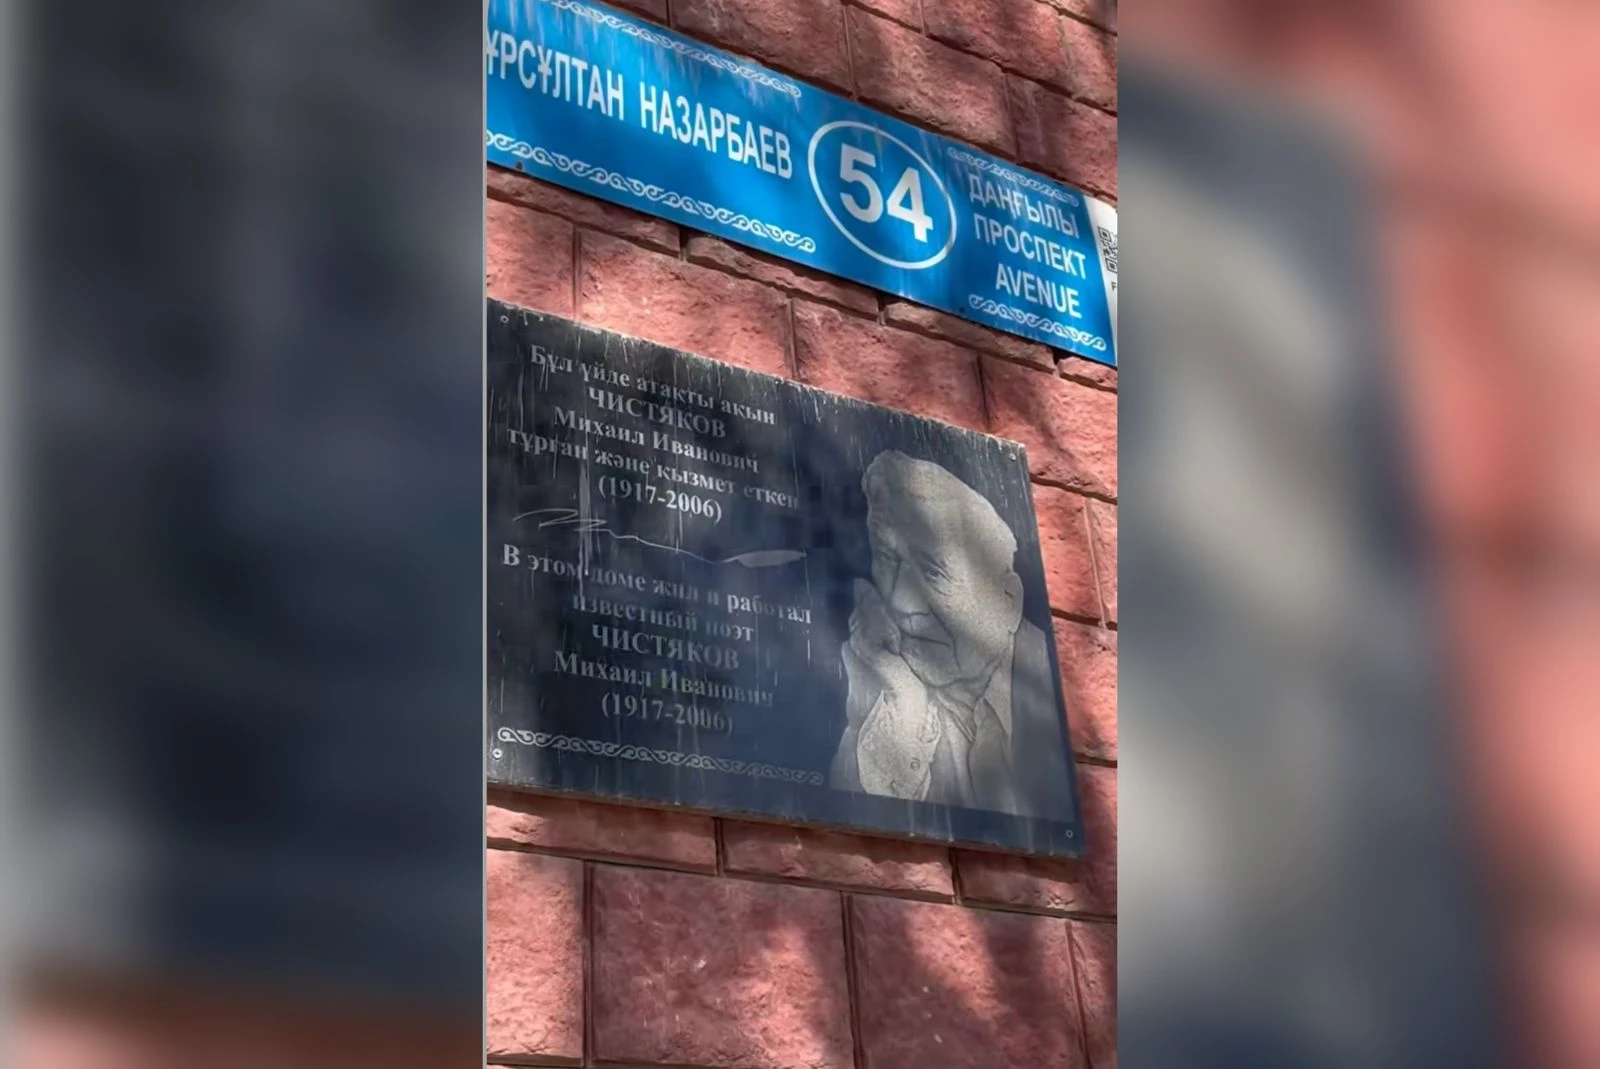 ҰРСҰЛТАН НАЗАРБАЕВ
54
ДАҢҒЫЛЫ
ПРОСПЕКТ
AVENUE
Бұл үйде атақты ақын
ЧИСТЯКОВ
Михаил Иванович
тұрған және қызмет еткен
(1917-2006)
В этом доме жил и работал
известный поэт
ЧИСТЯКОВ
Михаил Иванович
(1917-2006)